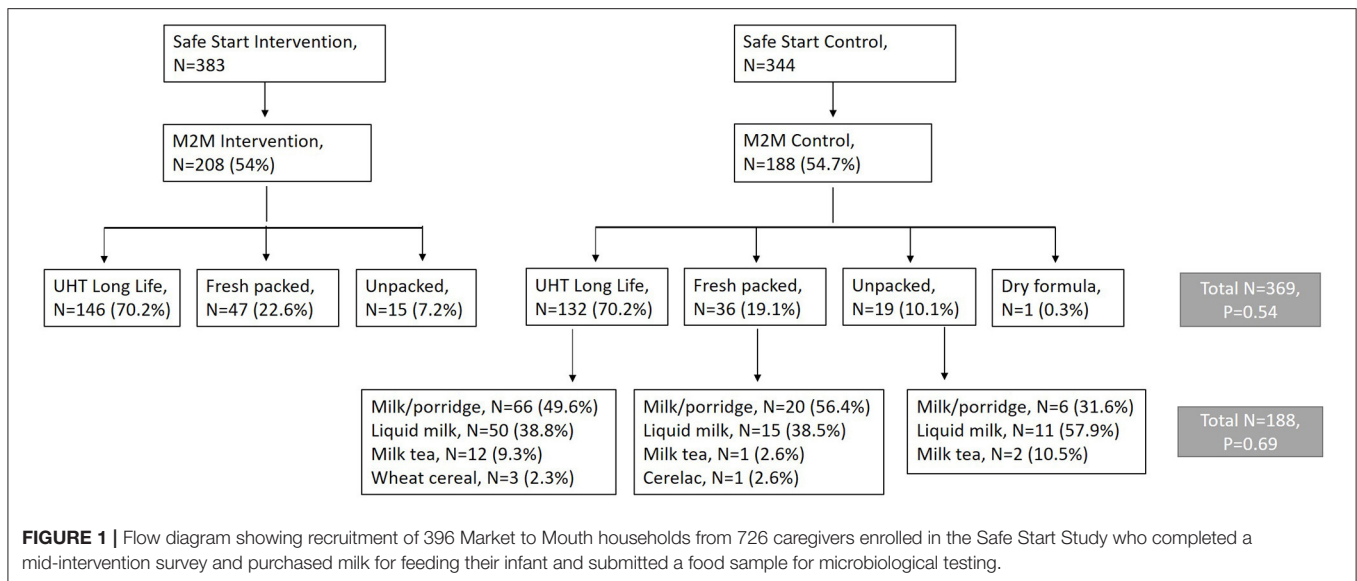 Safe Start Intervention,
N=383
Safe Start Control,
N=344
M2M Intervention,
N=208 (54%)
M2M Control,
N=188 (54.7%)
UHT Long Life,
N=146 (70.2%)
Fresh packed,
N=47 (22.6%)
Unpacked,
N=15 (7.2%)
UHT Long Life,
N=132 (70.2%)
Fresh packed,
N=36 (19.1%)
Unpacked,
N=19 (10.1%)
Dry formula,
N=1 (0.3%)
Total N=369,
P=0.54
Milk/porridge, N=66 (49.6%)
Liquid milk, N=50 (38.8%)
Milk tea, N=12 (9.3%)
Wheat cereal, N=3 (2.3%)
Milk/porridge, N=20 (56.4%)
Liquid milk, N=15 (38.5%)
Milk tea, N=1 (2.6%)
Cerelac, N=1 (2.6%)
Milk/porridge, N=6 (31.6%)
Liquid milk, N=11 (57.9%)
Milk tea, N=2 (10.5%)
Total N=188,
P=0.69
FIGURE 1 | Flow diagram showing recruitment of 396 Market to Mouth households from 726 caregivers enrolled in the Safe Start Study who completed a
mid-intervention survey and purchased milk for feeding their infant and submitted a food sample for microbiological testing.